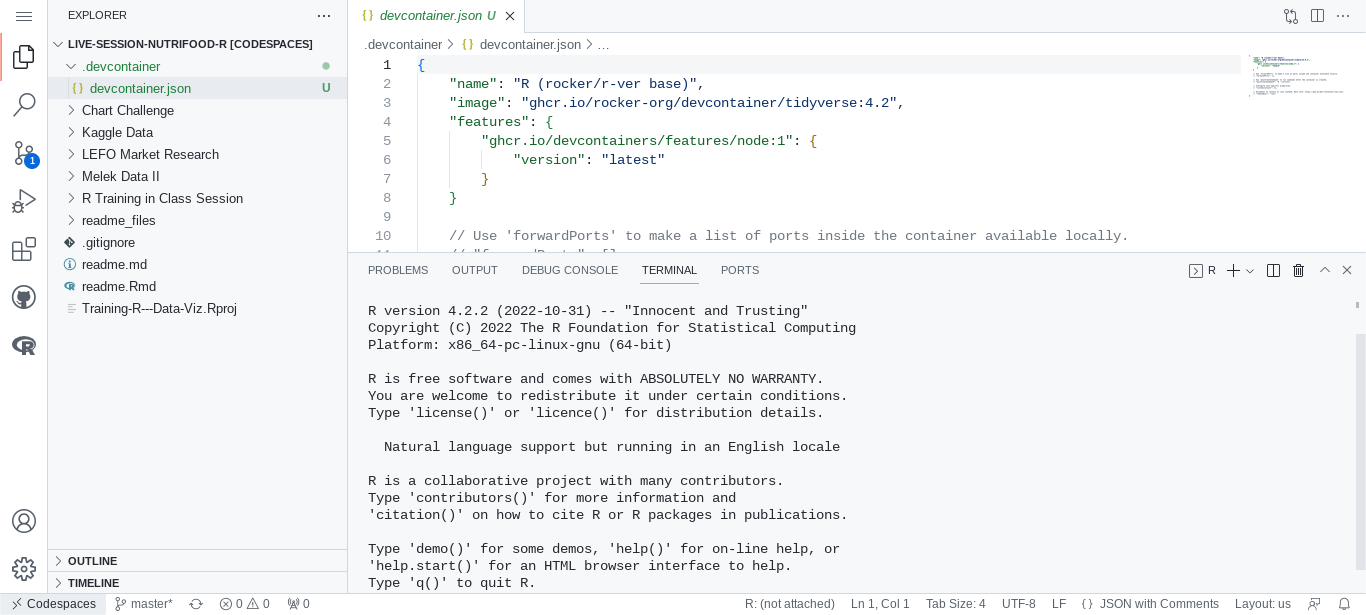 EXPLORER
LIVE-SESSION-NUTRIFOOD-R [CODESPACES]
.devcontainer
{} devcontainer.json U
Chart Challenge
Kaggle Data
LEFO Market Research
Melek Data II
R Training in Class Session
readme_files
.gitignore
readme.md
readme.Rmd
Training-R---Data-Viz.Rproj
OUTLINE
TIMELINE
1
{} devcontainer.json U
.devcontainer > {} devcontainer.json > ...
1 {
2 "name": "R (rocker/r-ver base)",
3 "image": "ghcr.io/rocker-org/devcontainer/tidyverse:4.2",
4 "features": {
5 "ghcr.io/devcontainers/features/node:1": {
6 "version": "latest"
7 }
8 }
9
10 // Use 'forwardPorts' to make a list of ports inside the container available locally.
PROBLEMS OUTPUT DEBUG CONSOLE TERMINAL PORTS R
R version 4.2.2 (2022-10-31) -- "Innocent and Trusting"
Copyright (C) 2022 The R Foundation for Statistical Computing
Platform: x86_64-pc-linux-gnu (64-bit)
R is free software and comes with ABSOLUTELY NO WARRANTY.
You are welcome to redistribute it under certain conditions.
Type 'license()' or 'licence()' for distribution details.
Natural language support but running in an English locale
R is a collaborative project with many contributors.
Type 'contributors()' for more information and
'citation()' on how to cite R or R packages in publications.
Type 'demo()' for some demos, 'help()' for on-line help, or
'help.start()' for an HTML browser interface to help.
Type 'q()' to quit R.
Codespaces master* 0 0 0 R: (not attached) Ln 1, Col 1 Tab Size: 4 UTF-8 LF {} JSON with Comments Layout: us